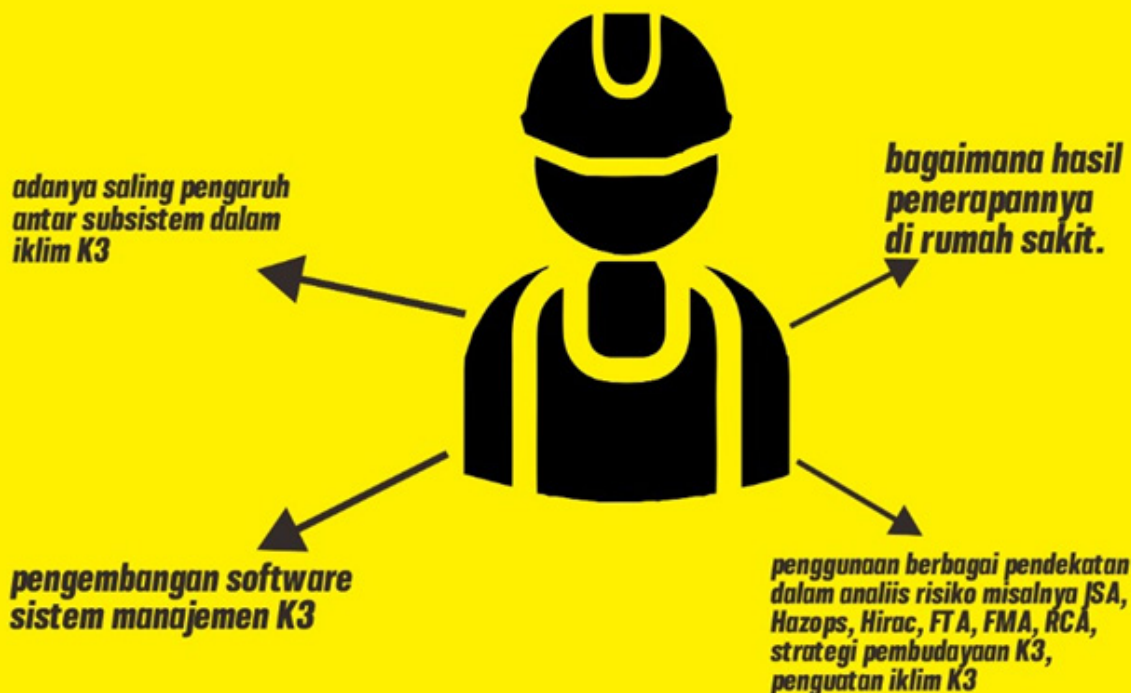 adanya saling pengaruh
antar subsistem dalam
iklim K3
bagaimana hasil
penerapannya
di rumah sakit.
pengembangan software
sistem manajemen K3
penggunaan berbagai pendekatan
dalam analiis risiko misalnya JSA,
Hazops, Hirac, FTA, FMA, RCA,
strategi pembudayaan K3,
penguatan iklim K3